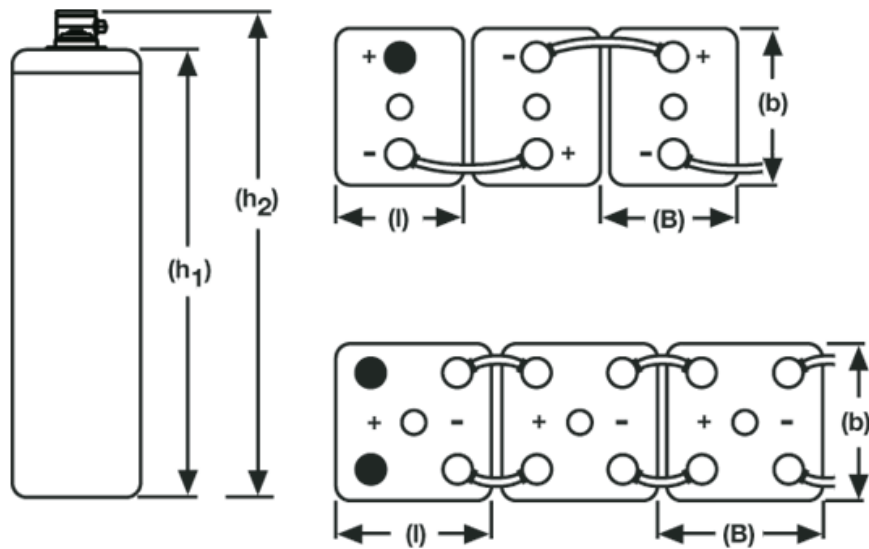 + - +
(b)
- + -
(h₂)
(l) (B)
(h₁)
+ - + - + -
(b)
(l) (B)